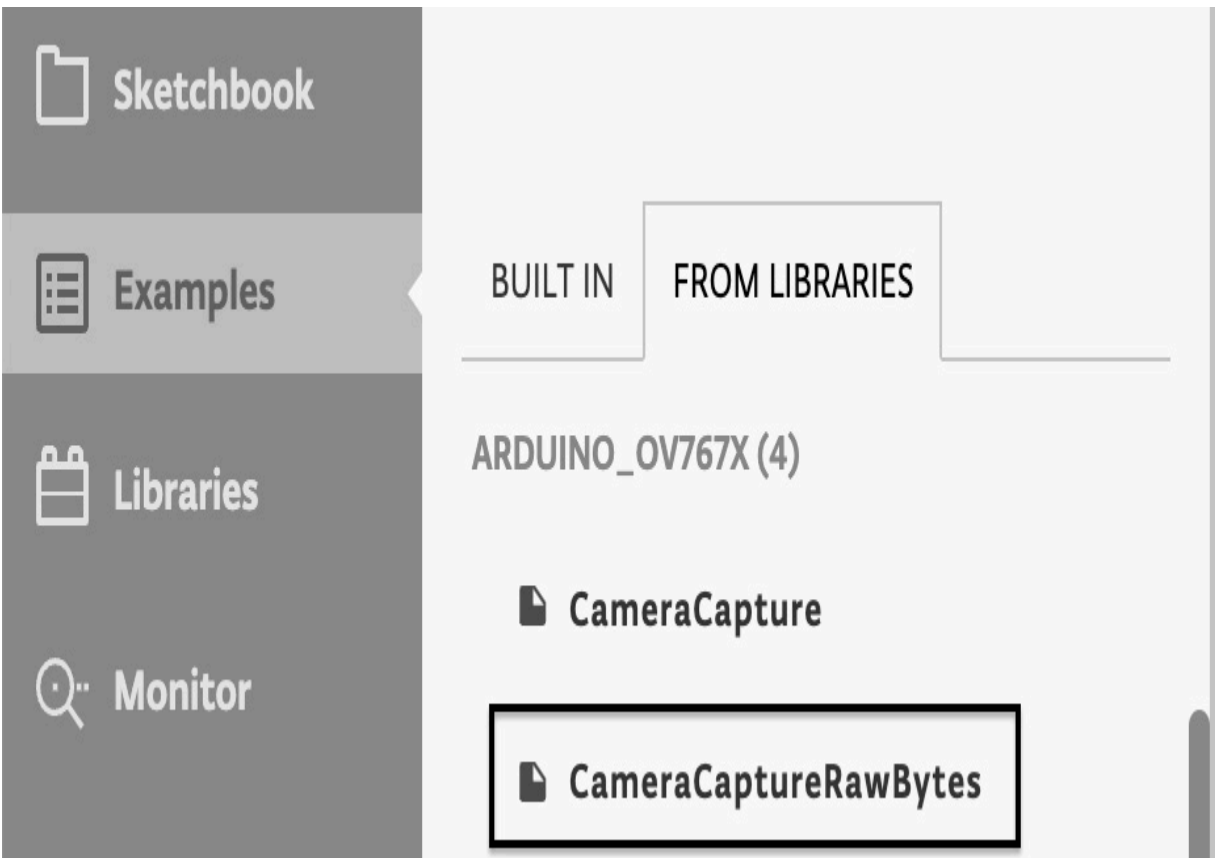 Sketchbook
Examples
Libraries
Monitor
BUILT IN
FROM LIBRARIES
ARDUINO_OV767X (4)
CameraCapture
CameraCaptureRawBytes